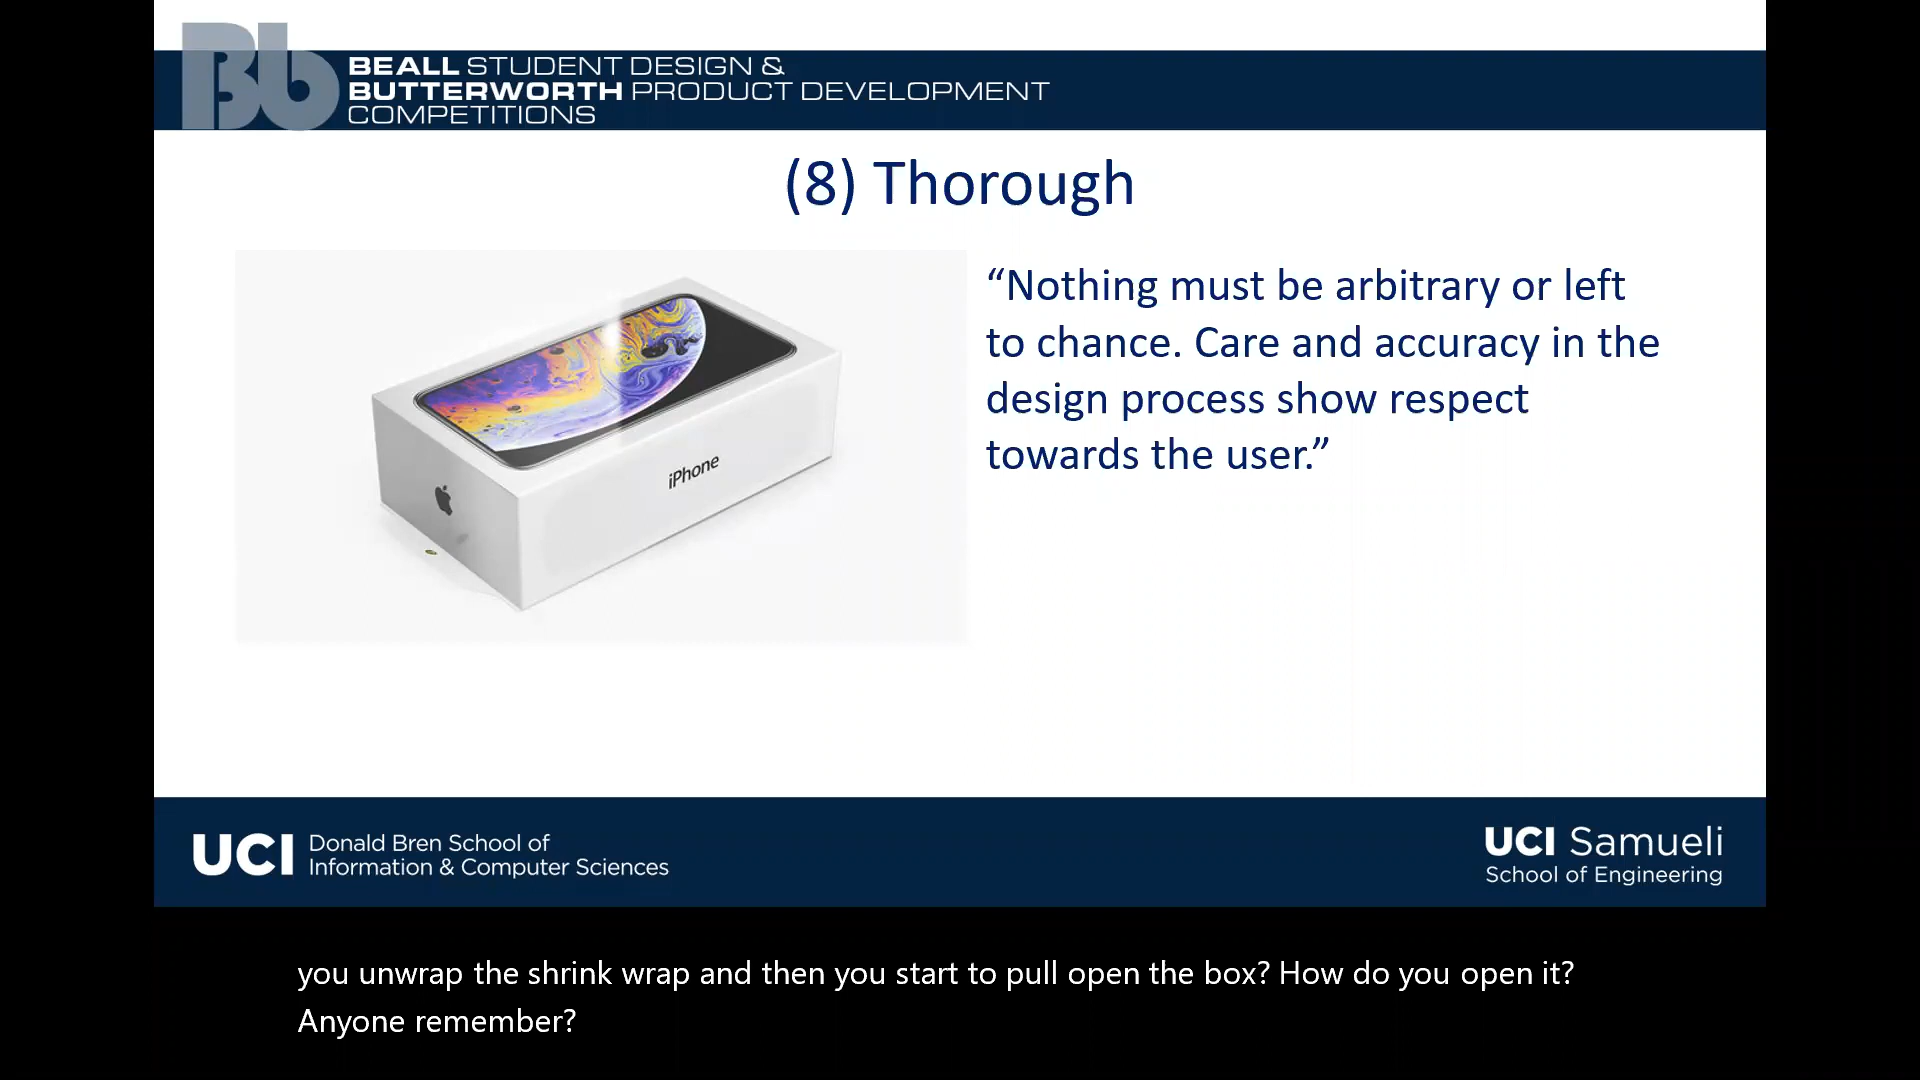 Bb
BEALL STUDENT DESIGN &
BUTTERWORTH PRODUCT DEVELOPMENT
COMPETITIONS
(8) Thorough
iPhone
“Nothing must be arbitrary or left
to chance. Care and accuracy in the
design process show respect
towards the user.”
UCI Donald Bren School of
Information & Computer Sciences
UCI Samueli
School of Engineering
you unwrap the shrink wrap and then you start to pull open the box? How do you open it?
Anyone remember?